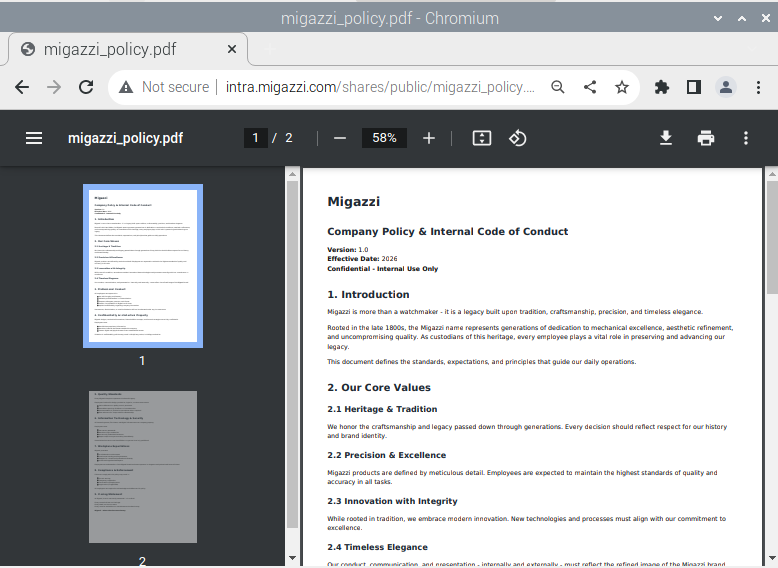 migazzi_policy.pdf - Chromium
migazzi_policy.pdf
Not secure intra.migazzi.com/shares/public/migazzi_policy....
migazzi_policy.pdf 1 / 2 58%
1
2
Migazzi
Company Policy & Internal Code of Conduct
Version: 1.0
Effective Date: 2026
Confidential - Internal Use Only
1. Introduction
Migazzi is more than a watchmaker - it is a legacy built upon tradition, craftsmanship, precision, and timeless elegance.
Rooted in the late 1800s, the Migazzi name represents generations of dedication to mechanical excellence, aesthetic refinement,
and uncompromising quality. As custodians of this heritage, every employee plays a vital role in preserving and advancing our
legacy.
This document defines the standards, expectations, and principles that guide our daily operations.
2. Our Core Values
2.1 Heritage & Tradition
We honor the craftsmanship and legacy passed down through generations. Every decision should reflect respect for our history
and brand identity.
2.2 Precision & Excellence
Migazzi products are defined by meticulous detail. Employees are expected to maintain the highest standards of quality and
accuracy in all tasks.
2.3 Innovation with Integrity
While rooted in tradition, we embrace modern innovation. New technologies and processes must align with our commitment to
excellence.
2.4 Timeless Elegance
Our conduct, communication, and presentation - internally and externally - must reflect the refined image of the Migazzi brand